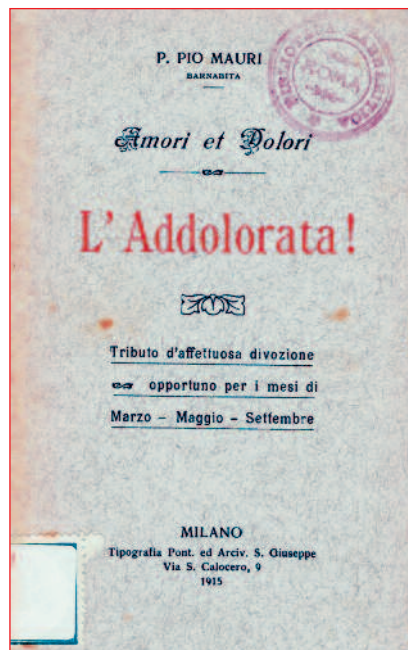 P. PIO MAURI
BARNABITA
Amori et Dolori
L'Addolorata!
Tributo d'affettuosa divozione
opportuno per i mesi di
Marzo – Maggio – Settembre
MILANO
Tipografia Pont. ed Arciv. S. Giuseppe
Via S. Calocero, 9
1915
ROMA